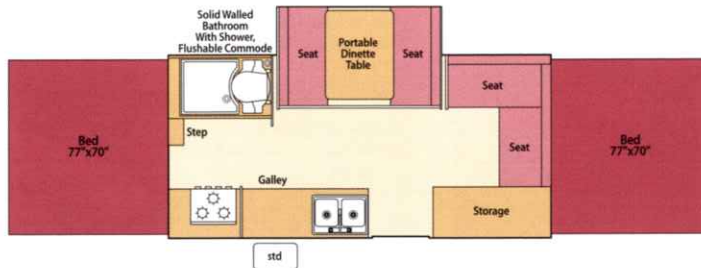 Solid Walled
Bathroom
With Shower,
Flushable Commode
Seat
Portable
Dinette
Table
Seat
Seat
Bed
77"x70"
Step
Seat
Bed
77"x70"
Galley
Storage
std